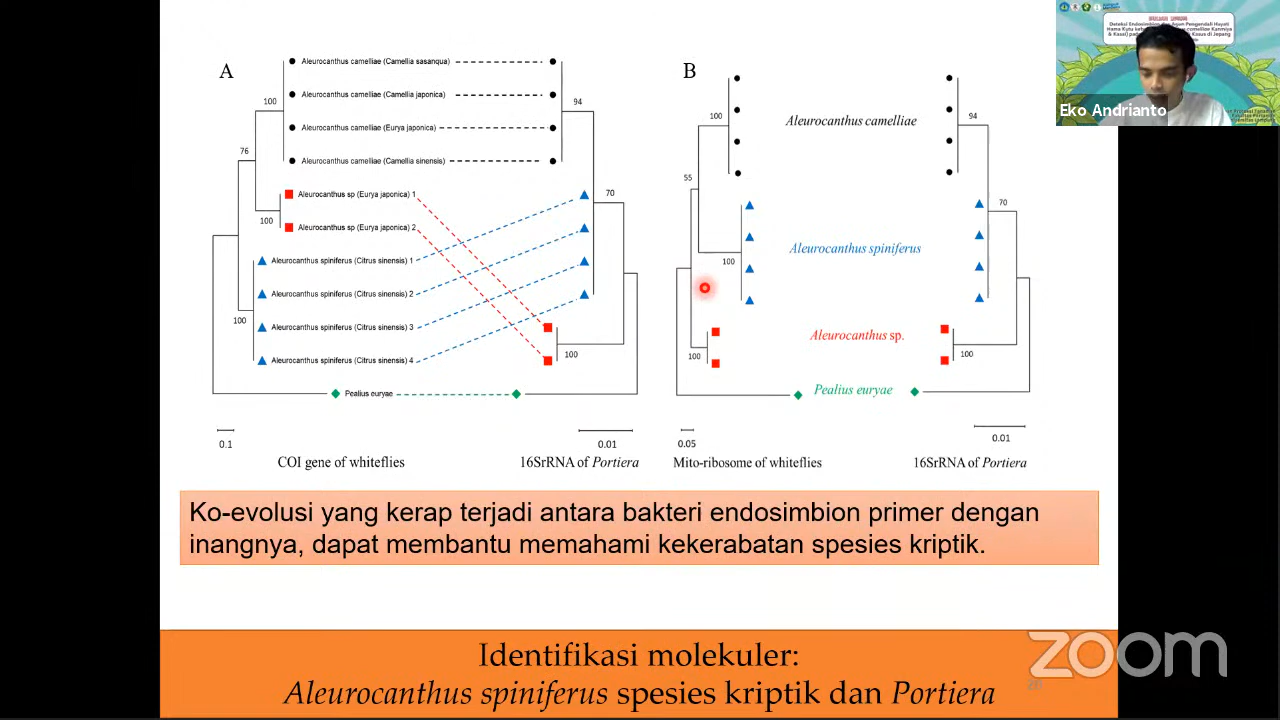 A
Aleurocanthus camelliae (Camellia sasanqua)
Aleurocanthus camelliae (Camellia japonica)
Aleurocanthus camelliae (Eurya japonica)
Aleurocanthus camelliae (Camellia sinensis)
Aleurocanthus sp (Eurya japonica) 1
Aleurocanthus sp (Eurya japonica) 2
Aleurocanthus spiniferus (Citrus sinensis) 1
Aleurocanthus spiniferus (Citrus sinensis) 2
Aleurocanthus spiniferus (Citrus sinensis) 3
Aleurocanthus spiniferus (Citrus sinensis) 4
Pealius euryae
100
76
100
100
94
70
100
0.1
0.01
COI gene of whiteflies
16SrRNA of Portiera
B
Aleurocanthus camelliae
Aleurocanthus spiniferus
Aleurocanthus sp.
Pealius euryae
100
55
100
100
94
70
100
0.05
0.01
Mito-ribosome of whiteflies
16SrRNA of Portiera
Eko Andrianto
Ko-evolusi yang kerap terjadi antara bakteri endosimbion primer dengan
inangnya, dapat membantu memahami kekerabatan spesies kriptik.
Identifikasi molekuler:
Aleurocanthus spiniferus spesies kriptik dan Portiera
zoom